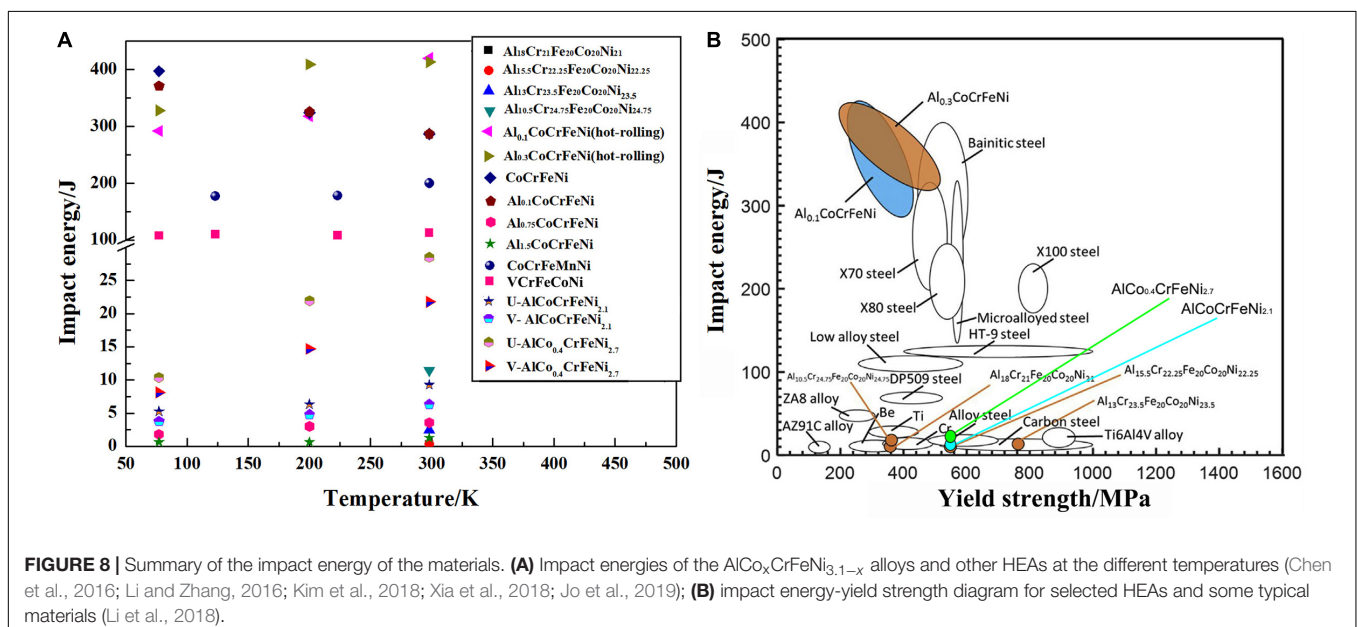 A
Impact energy/J
400
300
200
100
25
20
15
10
5
0
50 100 150 200 250 300 350 400 450 500
Temperature/K
Al18Cr21Fe20Co20Ni21
Al15.5Cr22.25Fe20Co20Ni22.25
Al13Cr23.5Fe20Co20Ni23.5
Al10.5Cr24.75Fe20Co20Ni24.75
Al0.1CoCrFeNi(hot-rolling)
Al0.3CoCrFeNi(hot-rolling)
CoCrFeNi
Al0.1CoCrFeNi
Al0.75CoCrFeNi
Al1.5CoCrFeNi
CoCrFeMnNi
VCrFeCoNi
U-AlCoCrFeNi2.1
V- AlCoCrFeNi2.1
U-AlCo0.4CrFeNi2.7
V-AlCo0.4CrFeNi2.7
B
Impact energy/J
500
400
300
200
100
0
0 200 400 600 800 1000 1200 1400 1600
Yield strength/MPa
Al0.3CoCrFeNi
Bainitic steel
Al0.1CoCrFeNi
X100 steel
X70 steel
AlCo0.4CrFeNi2.7
X80 steel
AlCoCrFeNi2.1
Microalloyed steel
Low alloy steel
HT-9 steel
Al10.5Cr24.75Fe20Co20Ni24.75
DP509 steel
Al18Cr21Fe20Co20Ni21
Al15.5Cr22.25Fe20Co20Ni22.25
ZA8 alloy
Be
Ti
Alloy steel
Al13Cr23.5Fe20Co20Ni23.5
AZ91C alloy
Cr
Carbon steel
Ti6Al4V alloy
FIGURE 8 | Summary of the impact energy of the materials. (A) Impact energies of the AlCoxCrFeNi3.1−x alloys and other HEAs at the different temperatures (Chen
et al., 2016; Li and Zhang, 2016; Kim et al., 2018; Xia et al., 2018; Jo et al., 2019); (B) impact energy-yield strength diagram for selected HEAs and some typical
materials (Li et al., 2018).